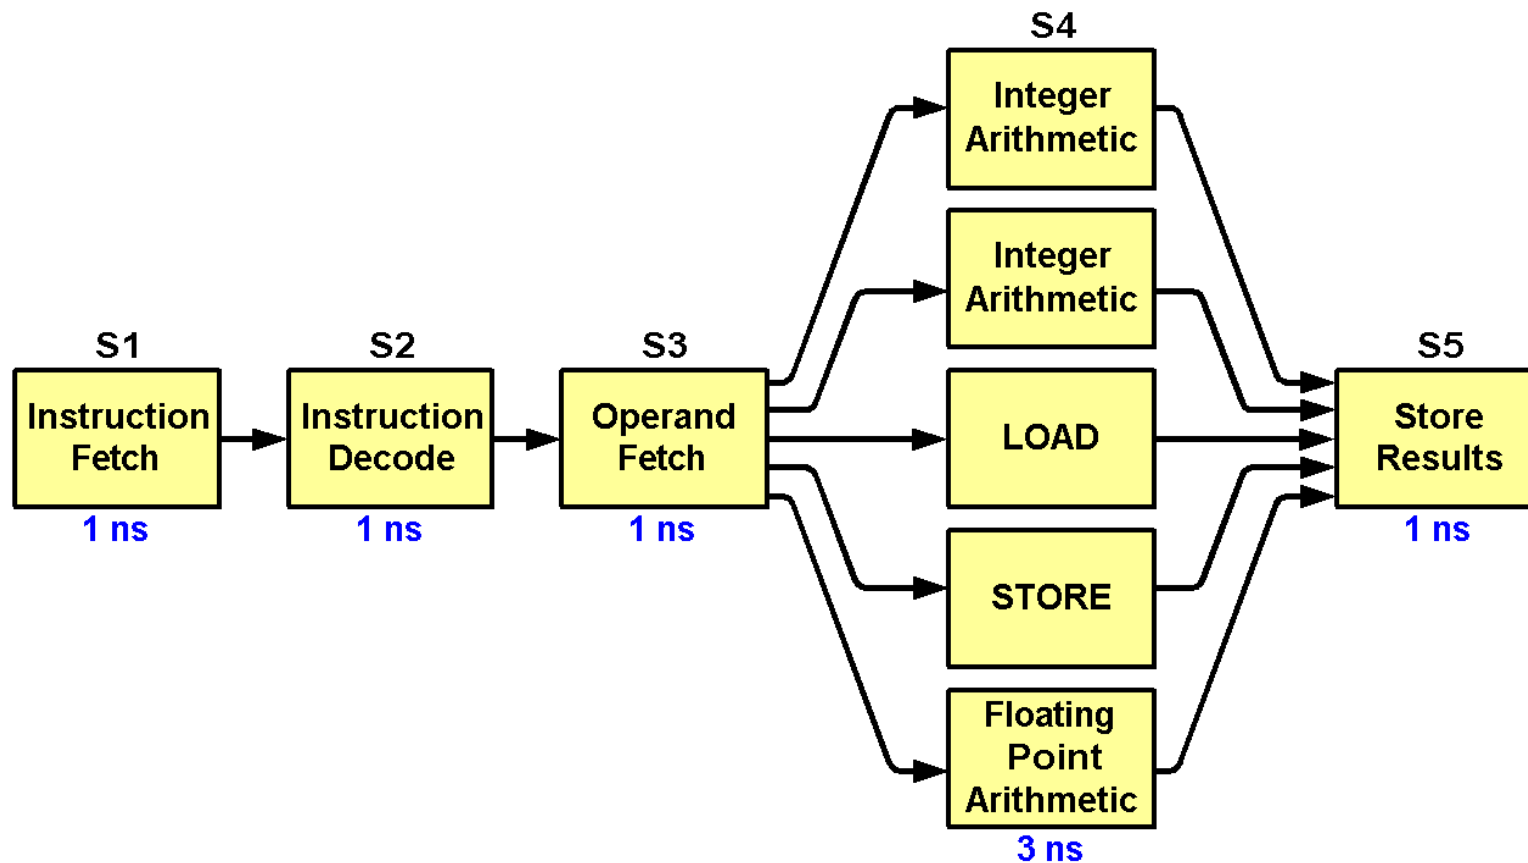 S4
Integer
Arithmetic
Integer
Arithmetic
S1
Instruction
Fetch
1 ns
S2
Instruction
Decode
1 ns
S3
Operand
Fetch
1 ns
LOAD
STORE
Floating
Point
Arithmetic
3 ns
S5
Store
Results
1 ns